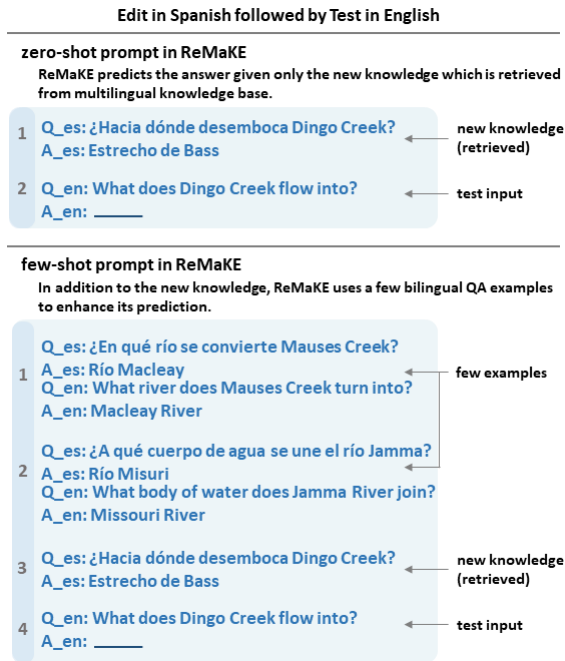 Edit in Spanish followed by Test in English
zero-shot prompt in ReMaKE
ReMaKE predicts the answer given only the new knowledge which is retrieved
from multilingual knowledge base.
1
Q_es: ¿Hacia dónde desemboca Dingo Creek?
A_es: Estrecho de Bass
new knowledge
(retrieved)
2
Q_en: What does Dingo Creek flow into?
A_en: ______
test input
few-shot prompt in ReMaKE
In addition to the new knowledge, ReMaKE uses a few bilingual QA examples
to enhance its prediction.
1
Q_es: ¿En qué río se convierte Mauses Creek?
A_es: Río Macleay
Q_en: What river does Mauses Creek turn into?
A_en: Macleay River
few examples
2
Q_es: ¿A qué cuerpo de agua se une el río Jamma?
A_es: Río Misuri
Q_en: What body of water does Jamma River join?
A_en: Missouri River
3
Q_es: ¿Hacia dónde desemboca Dingo Creek?
A_es: Estrecho de Bass
new knowledge
(retrieved)
4
Q_en: What does Dingo Creek flow into?
A_en: ______
test input